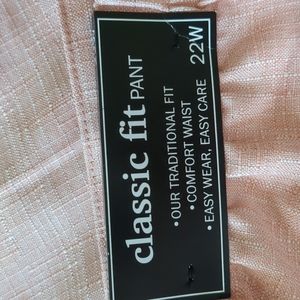 classic fit PANT
• OUR TRADITIONAL FIT
• COMFORT WAIST
• EASY WEAR, EASY CARE
22W